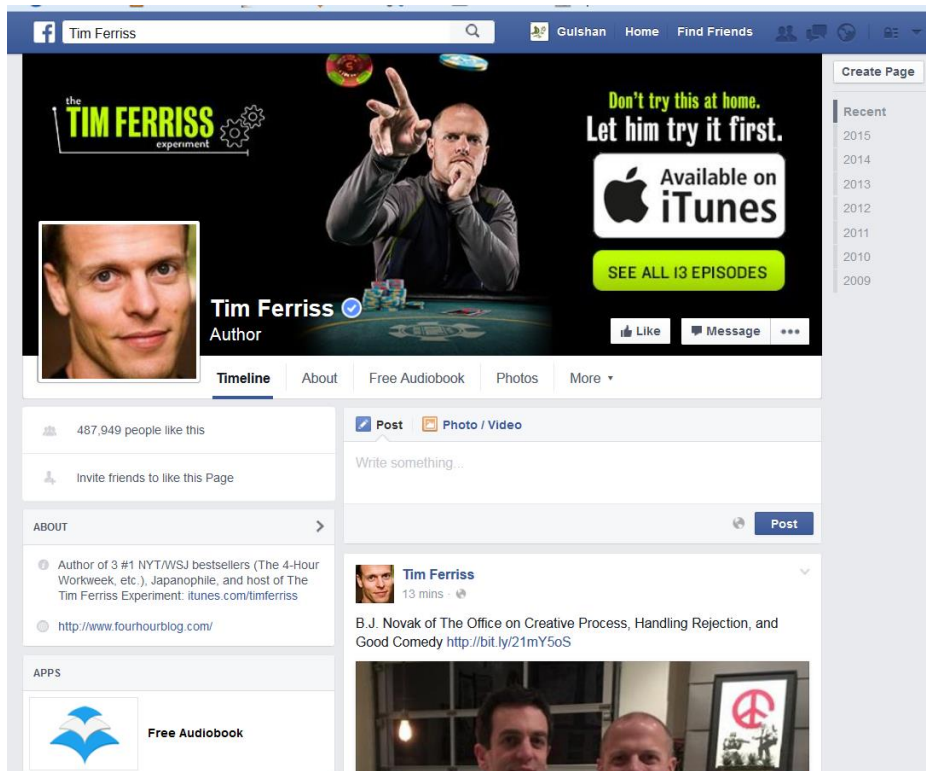 Tim Ferriss
Gulshan
Home
Find Friends
Create Page
Recent
2015
2014
2013
2012
2011
2010
2009
the
TIM FERRISS
experiment
Don't try this at home.
Let him try it first.
Available on
iTunes
SEE ALL 13 EPISODES
Tim Ferriss
Author
Like
Message
Timeline
About
Free Audiobook
Photos
More
487,949 people like this
Invite friends to like this Page
ABOUT
Author of 3 #1 NYT/WSJ bestsellers (The 4-Hour
Workweek, etc.), Japanophile, and host of The
Tim Ferriss Experiment: itunes.com/timferriss
http://www.fourhourblog.com/
APPS
Free Audiobook
Post
Photo / Video
Write something...
Post
Tim Ferriss
13 mins ·
B.J. Novak of The Office on Creative Process, Handling Rejection, and
Good Comedy http://bit.ly/21mY5oS